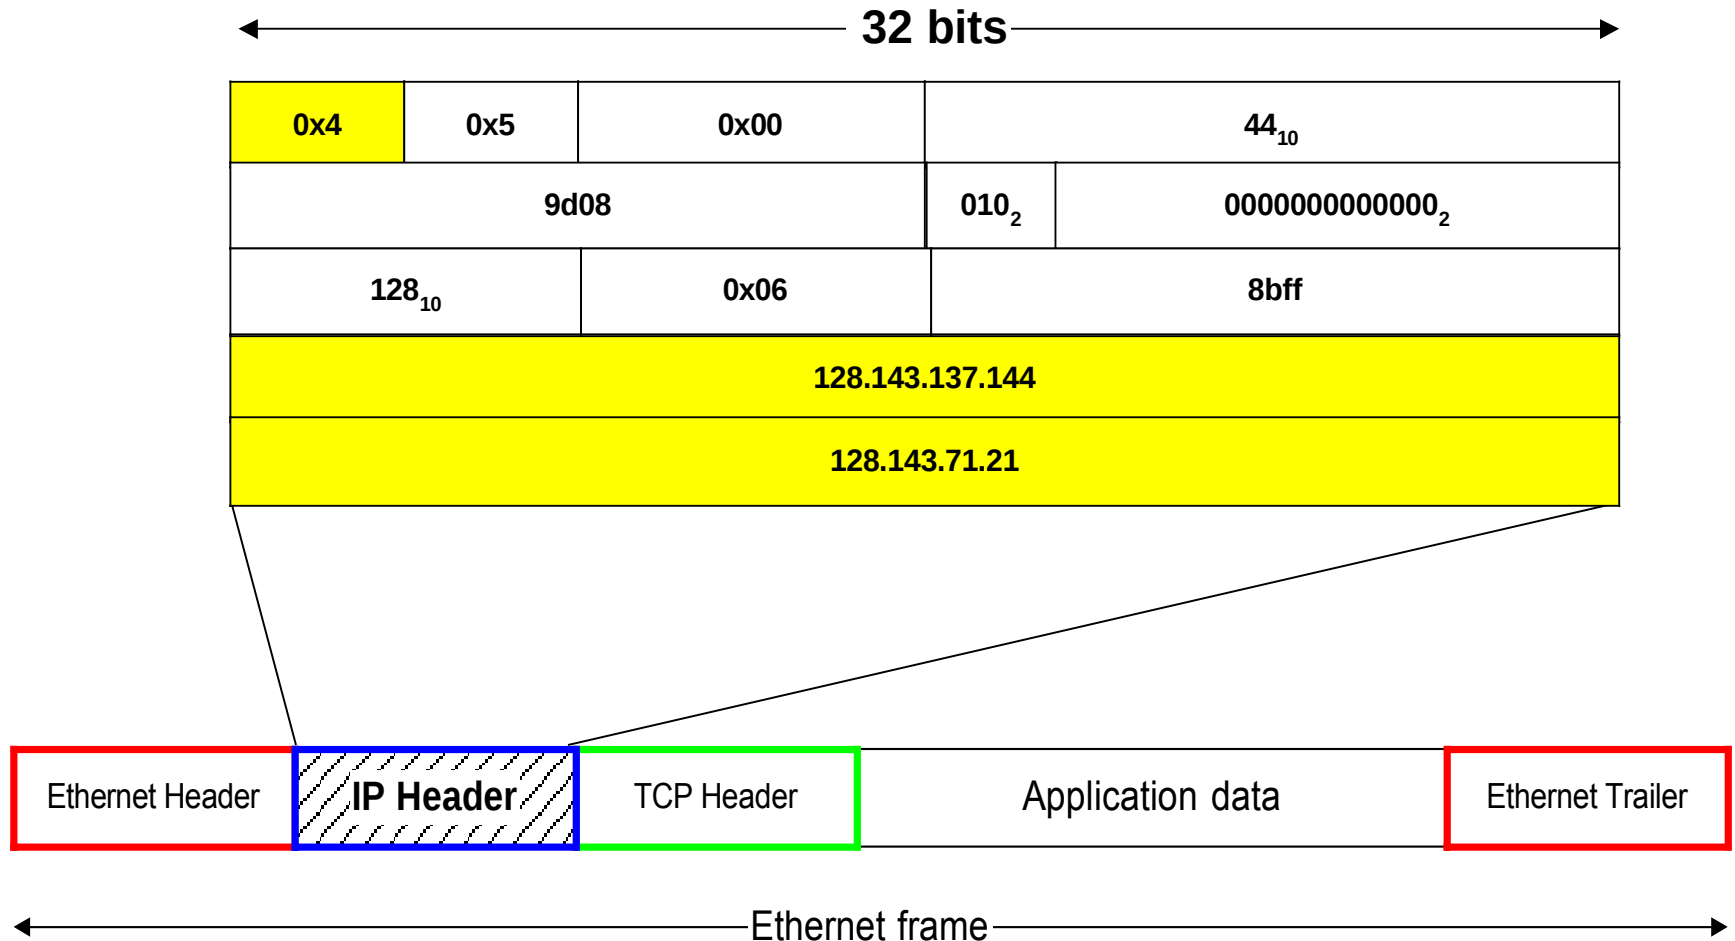 32 bits
0x4 0x5 0x00 44₁₀
9d08 010₂ 0000000000000₂
128₁₀ 0x06 8bff
128.143.137.144
128.143.71.21
Ethernet Header IP Header TCP Header Application data Ethernet Trailer
Ethernet frame